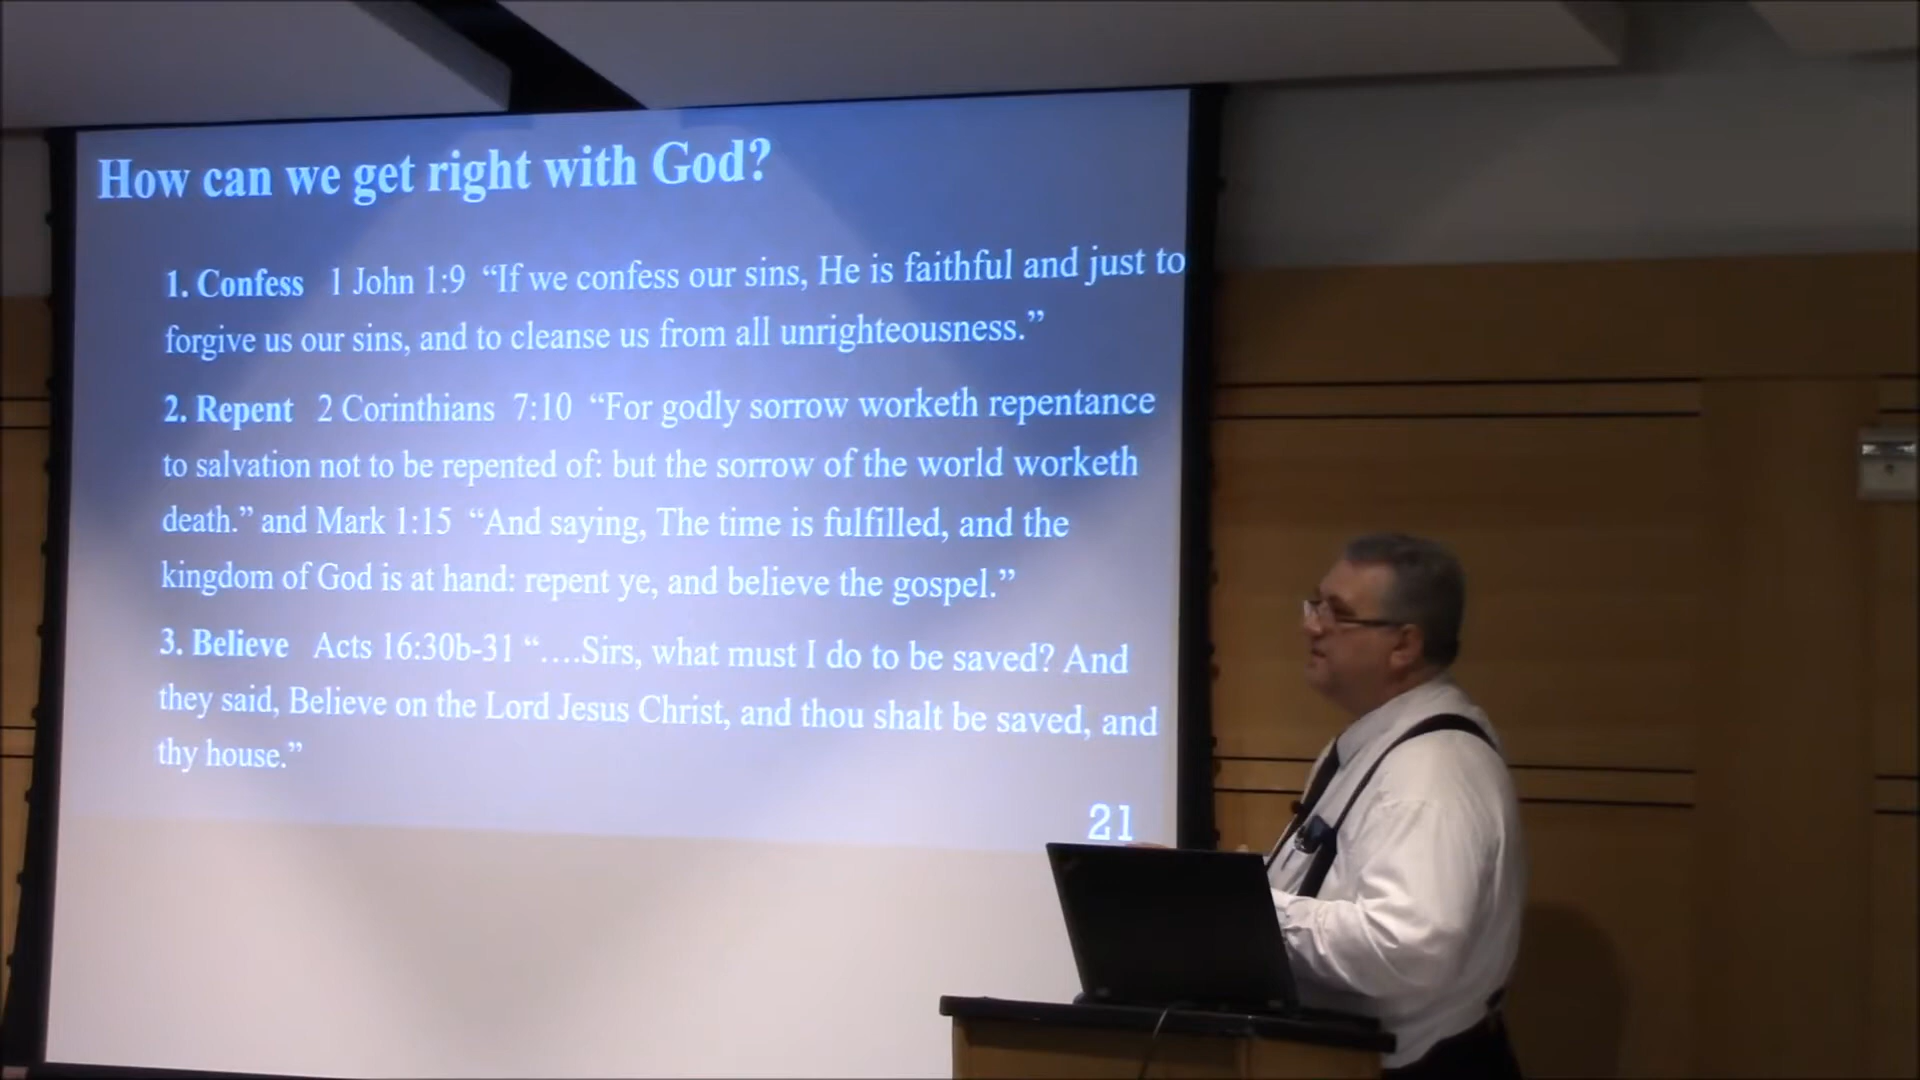 How can we get right with God?
1. Confess 1 John 1:9 “If we confess our sins, He is faithful and just to
forgive us our sins, and to cleanse us from all unrighteousness.”
2. Repent 2 Corinthians 7:10 “For godly sorrow worketh repentance
to salvation not to be repented of: but the sorrow of the world worketh
death.” and Mark 1:15 “And saying, The time is fulfilled, and the
kingdom of God is at hand: repent ye, and believe the gospel.”
3. Believe Acts 16:30b-31 “....Sirs, what must I do to be saved? And
they said, Believe on the Lord Jesus Christ, and thou shalt be saved, and
thy house.”
21